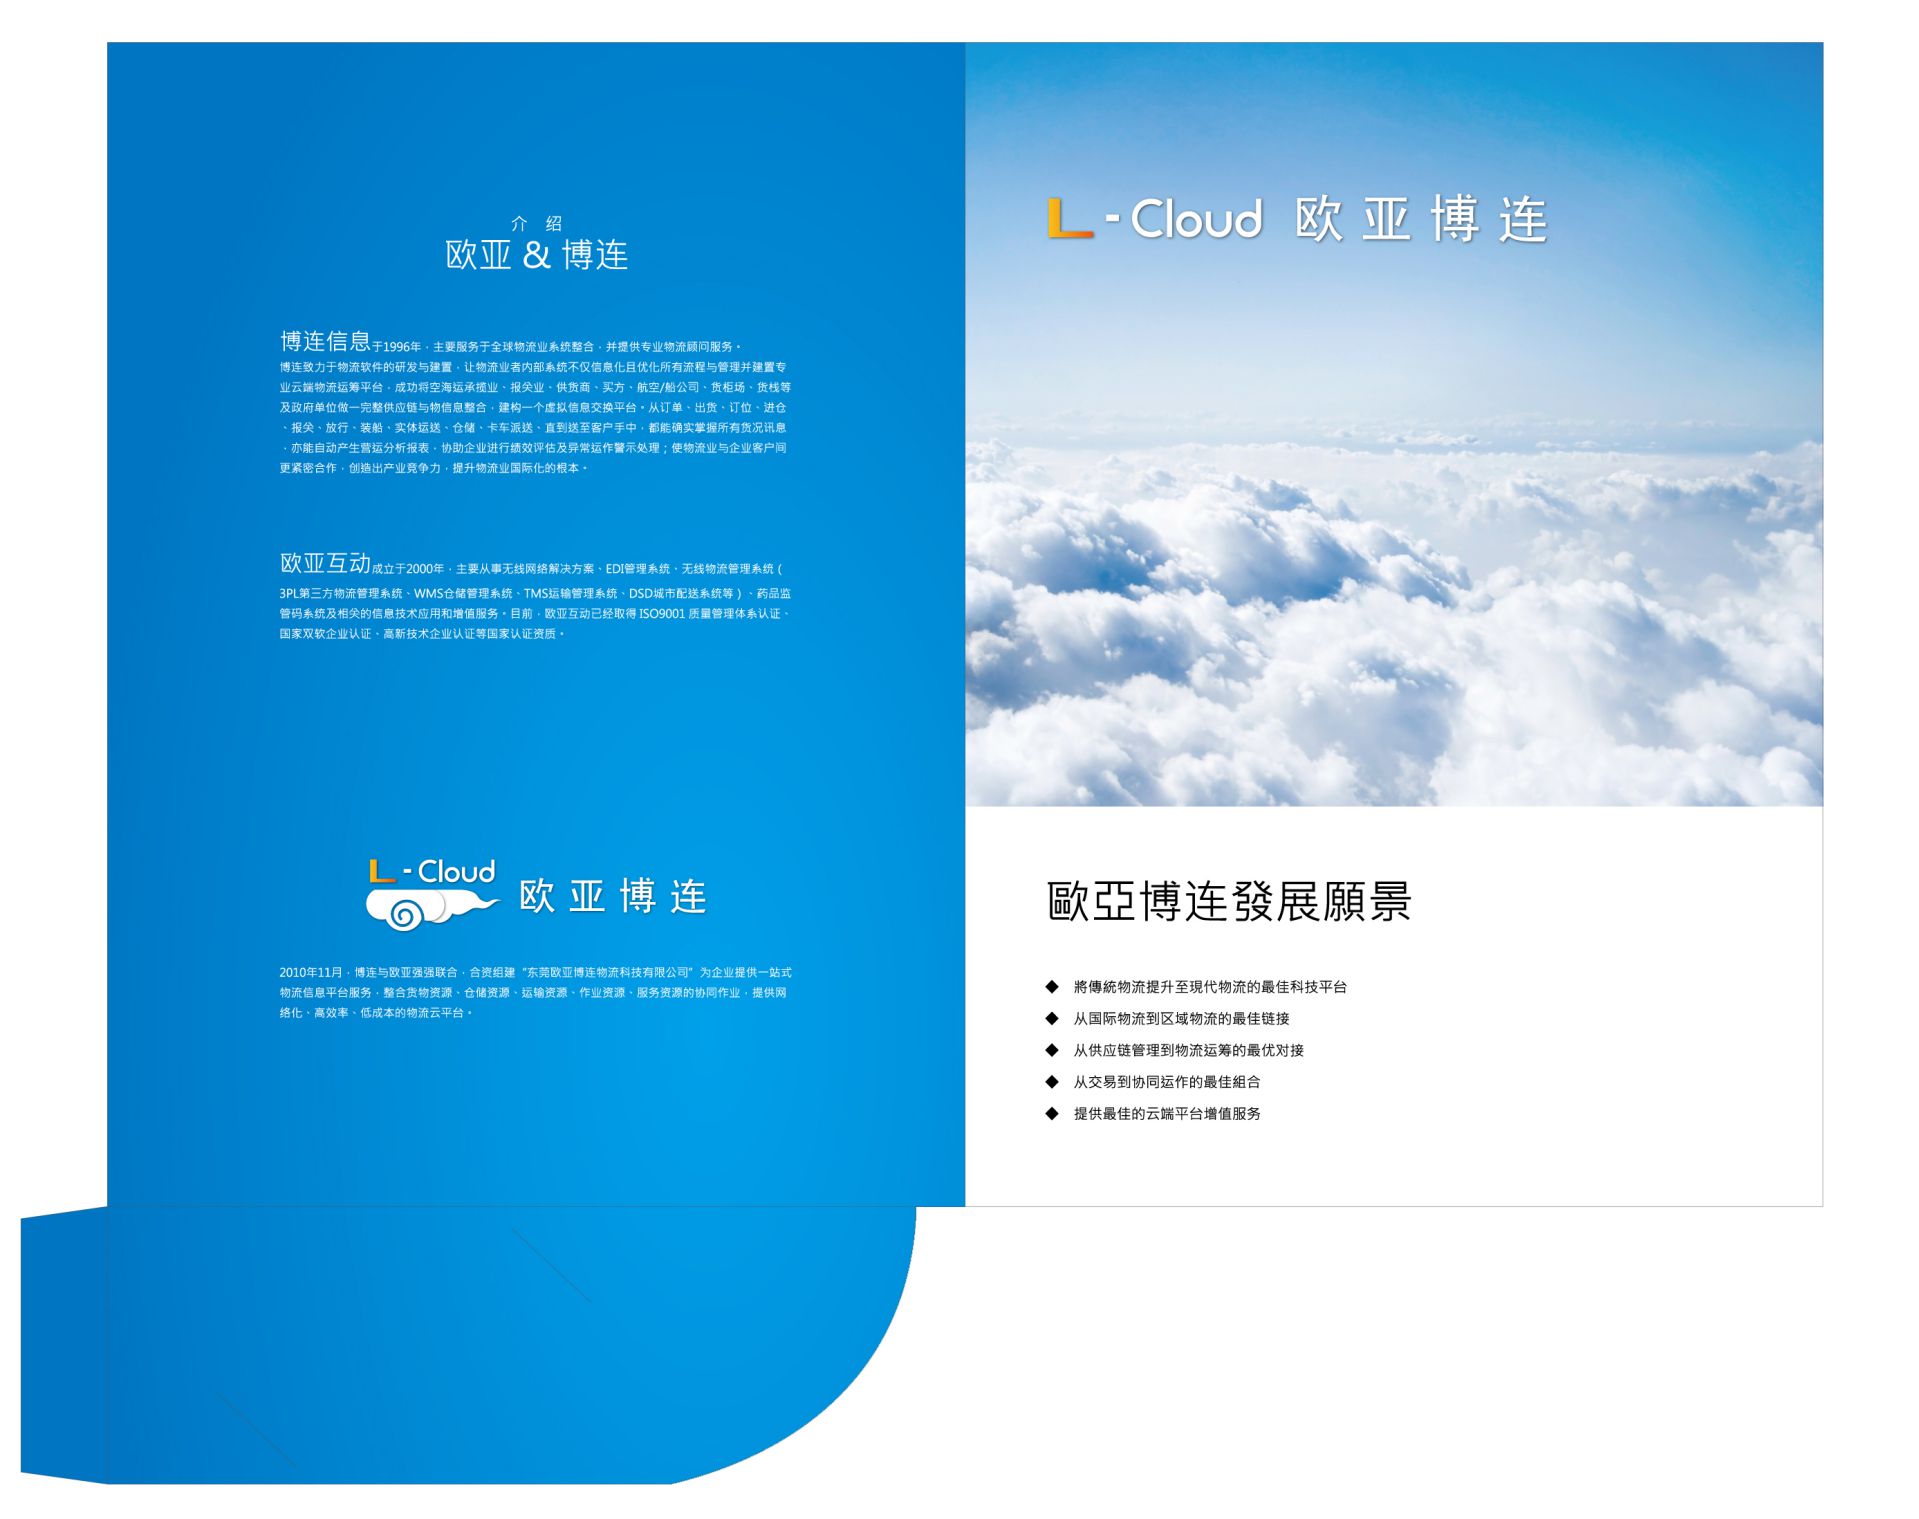 介 绍
欧亚 & 博连
博连信息于1996年，主要服务于全球物流业系统整合，并提供专业物流顾问服务。
博连致力于物流软件的研发与建置，让物流业者内部系统不仅信息化且优化所有流程与管理并建置专
业云端物流运筹平台，成功将空海运承揽业、报关业、供货商、买方、航空/船公司、货柜场、货栈等
及政府单位做一完整供应链与物信息整合，建构一个虚拟信息交换平台。从订单、出货、订位、进仓
、报关、放行、装船、实体运送、仓储、卡车派送、直到送至客户手中，都能确实掌握所有货况讯息
，亦能自动产生营运分析报表，协助企业进行绩效评估及异常运作警示处理；使物流业与企业客户间
更紧密合作，创造出产业竞争力，提升物流业国际化的根本。
欧亚互动成立于2000年，主要从事无线网络解决方案、EDI管理系统、无线物流管理系统（
3PL第三方物流管理系统、WMS仓储管理系统、TMS运输管理系统、DSD城市配送系统等）、药品监
管码系统及相关的信息技术应用和增值服务。目前，欧亚互动已经取得 ISO9001 质量管理体系认证、
国家双软企业认证、高新技术企业认证等国家认证资质。
L-Cloud 欧亚博连
2010年11月，博连与欧亚强强联合，合资组建“东莞欧亚博连物流科技有限公司”为企业提供一站式
物流信息平台服务，整合货物资源、仓储资源、运输资源、作业资源、服务资源的协同作业，提供网
络化、高效率、低成本的物流云平台。
L-Cloud 欧亚博连
歐亞博连發展願景
◆ 將傳統物流提升至現代物流的最佳科技平台
◆ 从国际物流到区域物流的最佳链接
◆ 从供应链管理到物流运筹的最优对接
◆ 从交易到协同运作的最佳組合
◆ 提供最佳的云端平台增值服务